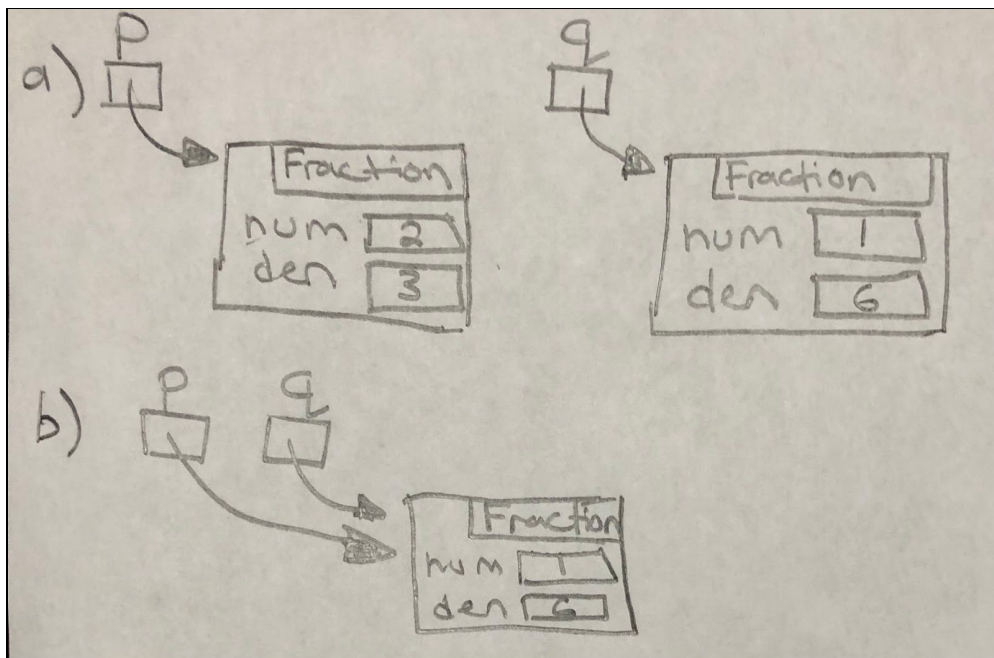 a) p q
Fraction Fraction
num 2 num 1
den 3 den 6
b) p q
Fraction
num 1
den 6